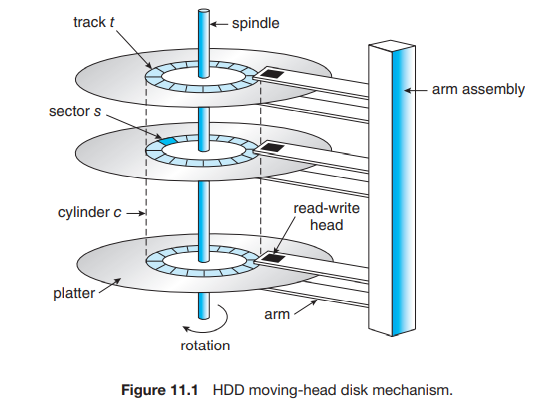 track t
spindle
arm assembly
sector s
cylinder c
read-write
head
platter
arm
rotation
Figure 11.1 HDD moving-head disk mechanism.